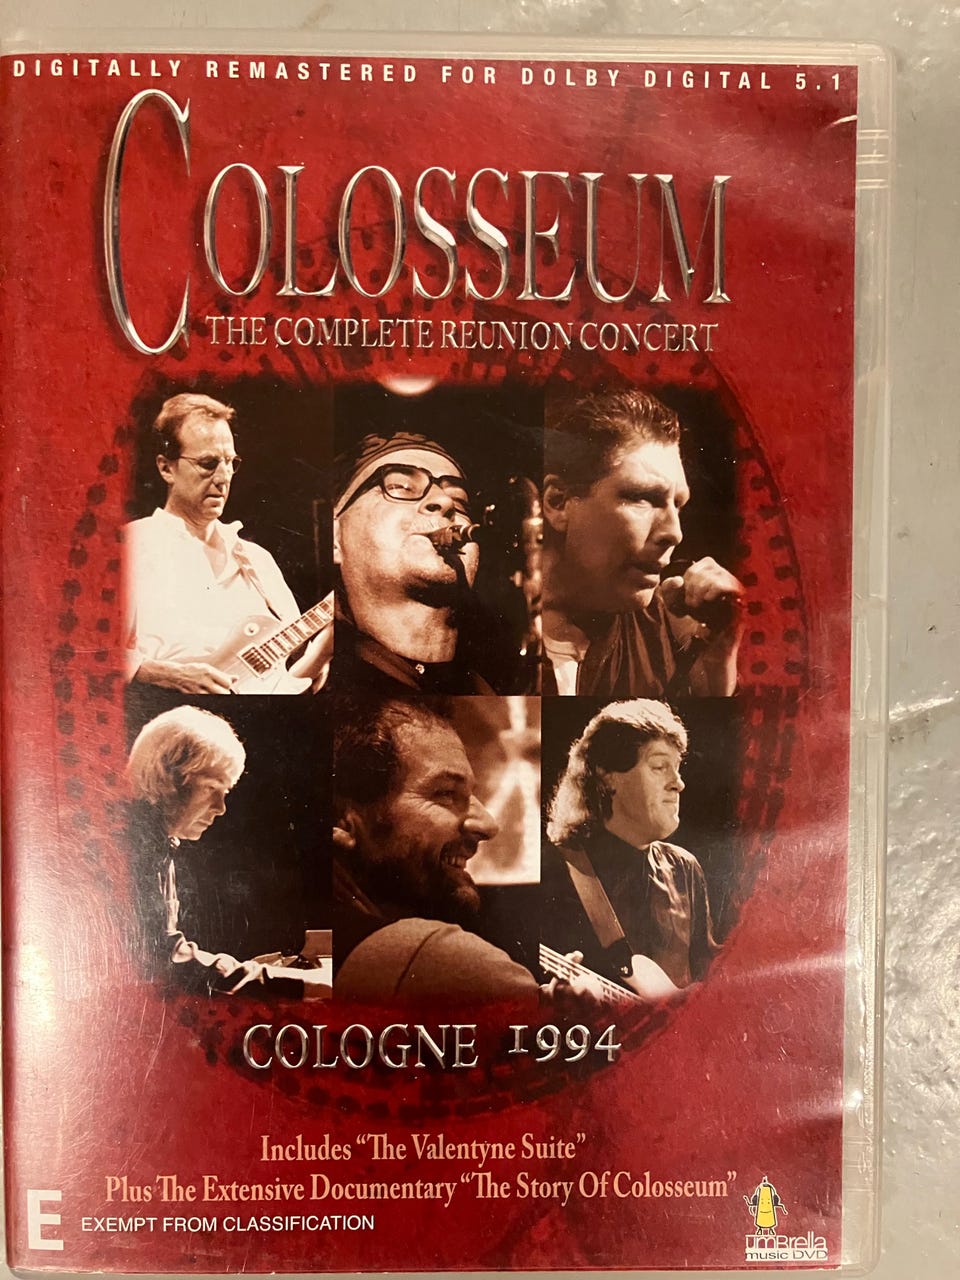 DIGITALLY REMASTERED FOR DOLBY DIGITAL 5.1
COLOSSEUM
THE COMPLETE REUNION CONCERT
COLOGNE 1994
Includes “The Valentyne Suite”
Plus The Extensive Documentary “The Story Of Colosseum”
E EXEMPT FROM CLASSIFICATION
umBrella
music DVD